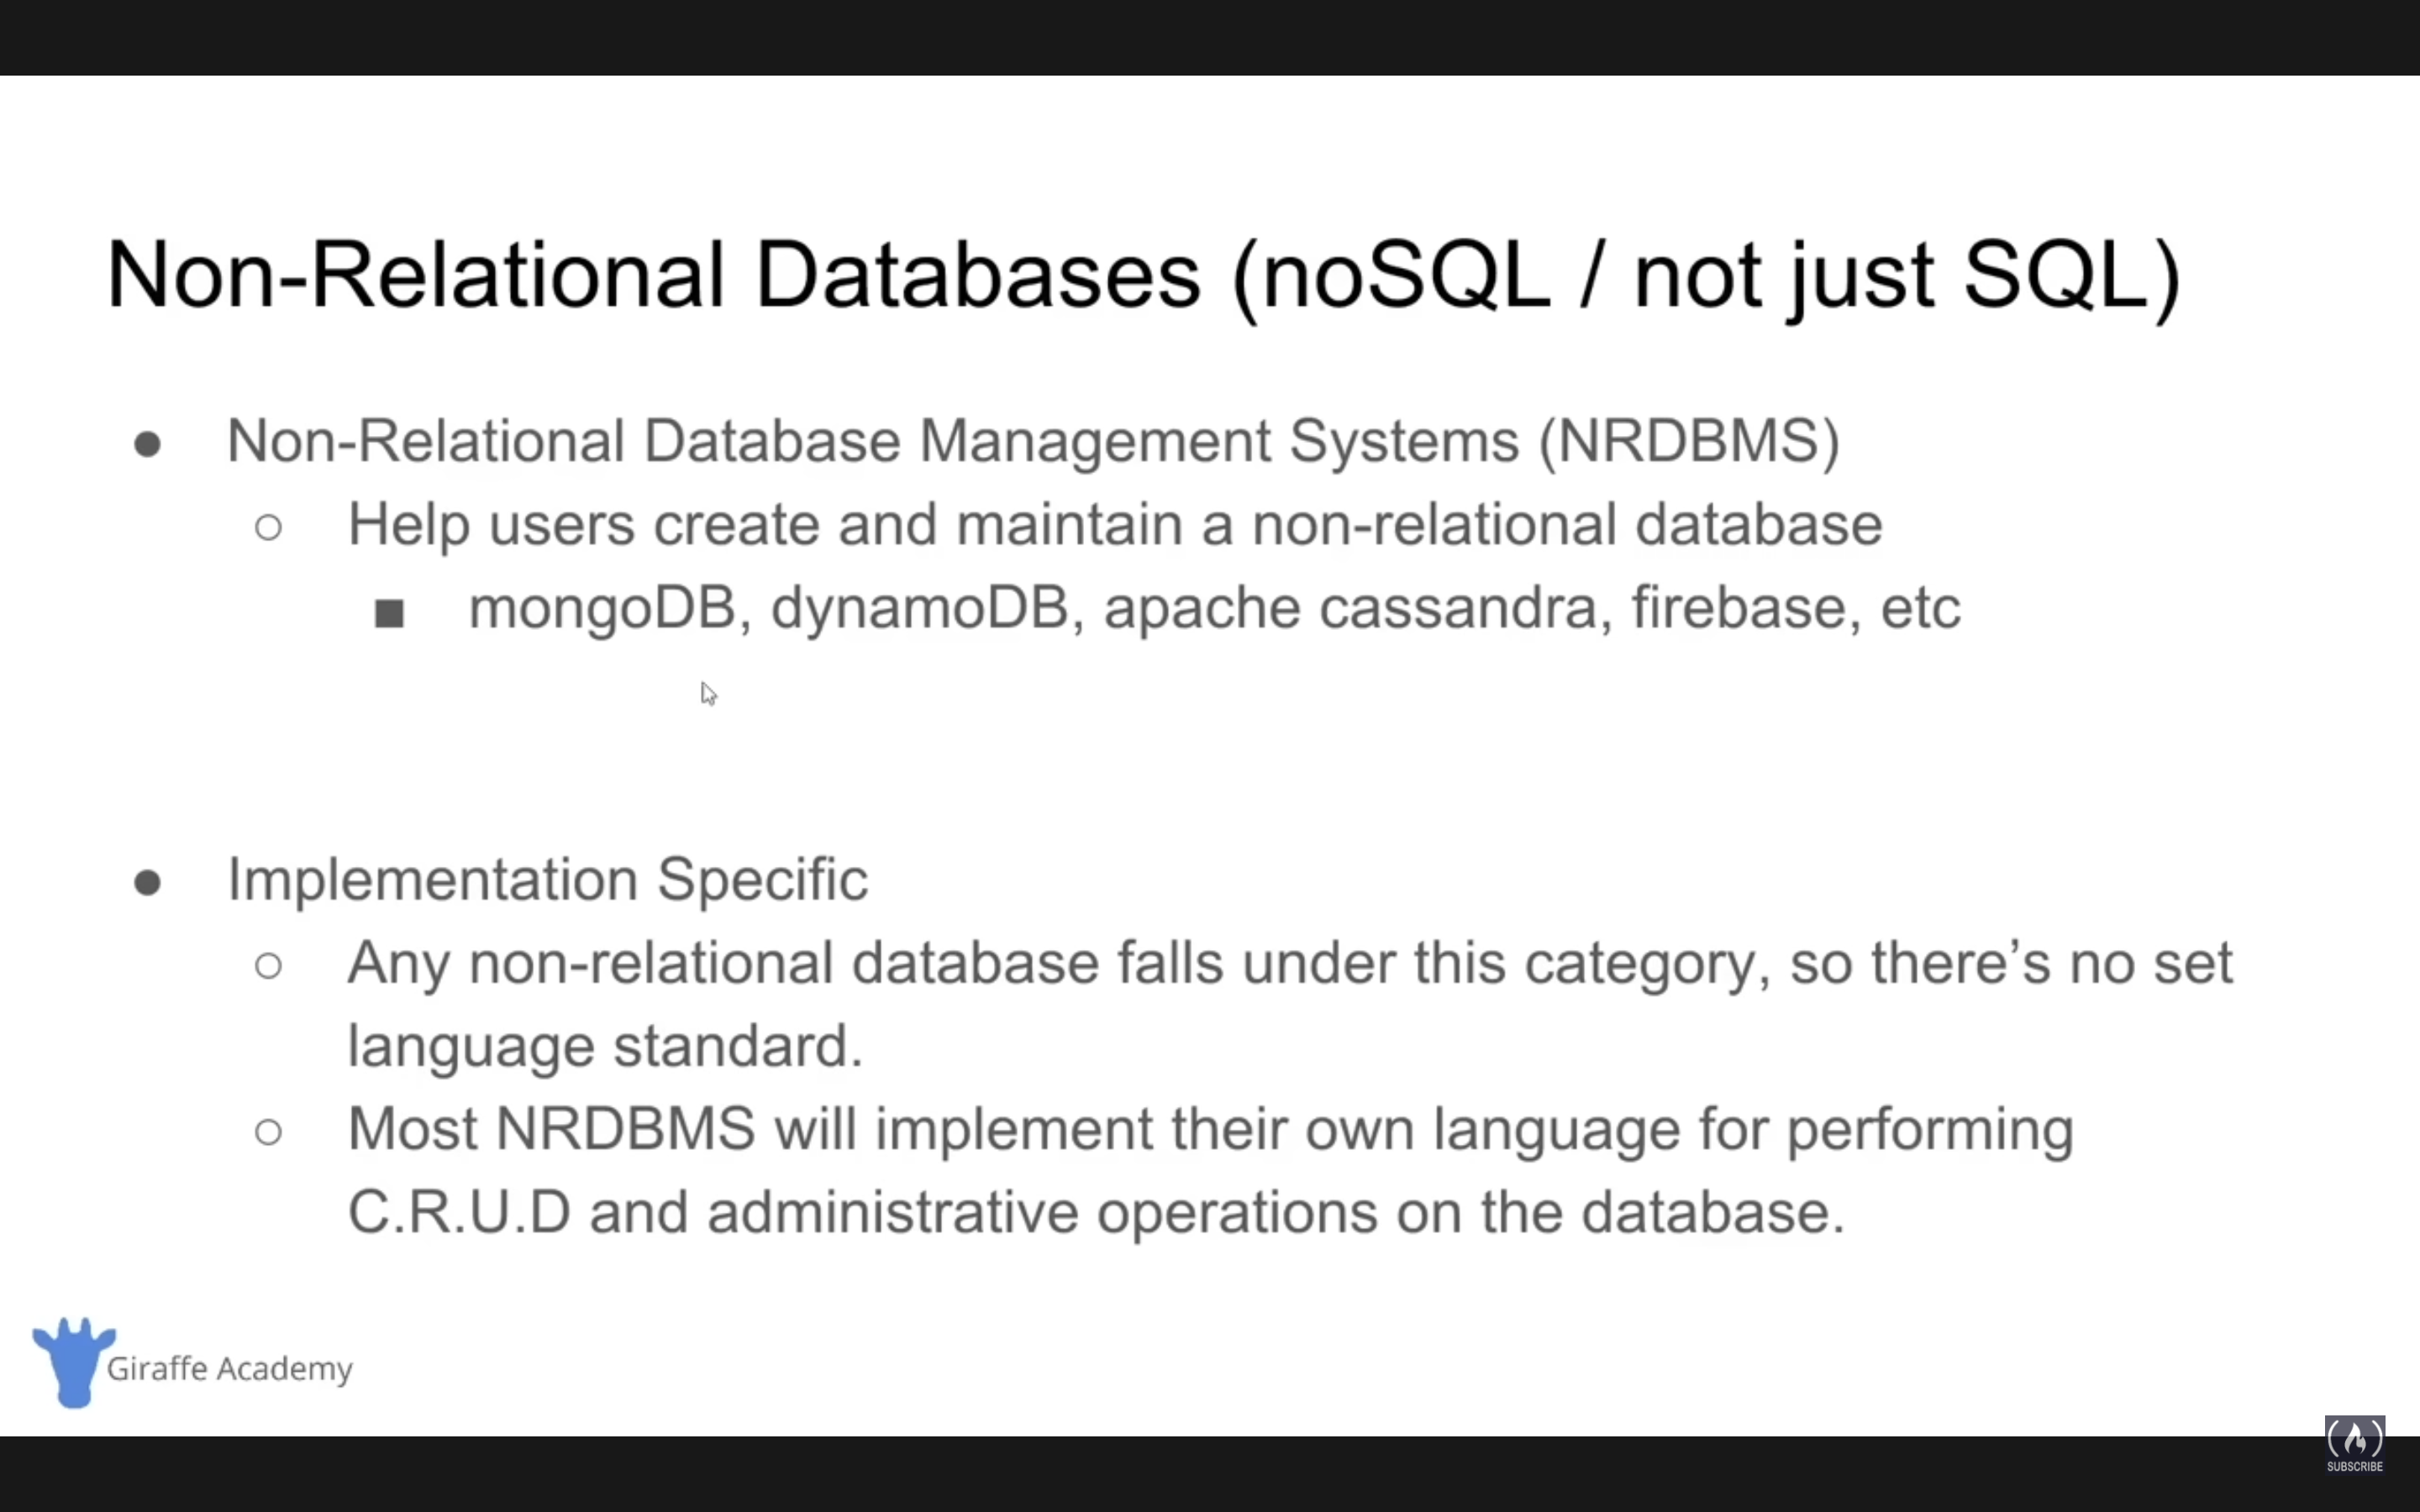 Non-Relational Databases (noSQL / not just SQL)
● Non-Relational Database Management Systems (NRDBMS)
○ Help users create and maintain a non-relational database
■ mongoDB, dynamoDB, apache cassandra, firebase, etc
● Implementation Specific
○ Any non-relational database falls under this category, so there’s no set
language standard.
○ Most NRDBMS will implement their own language for performing
C.R.U.D and administrative operations on the database.
Giraffe Academy
SUBSCRIBE